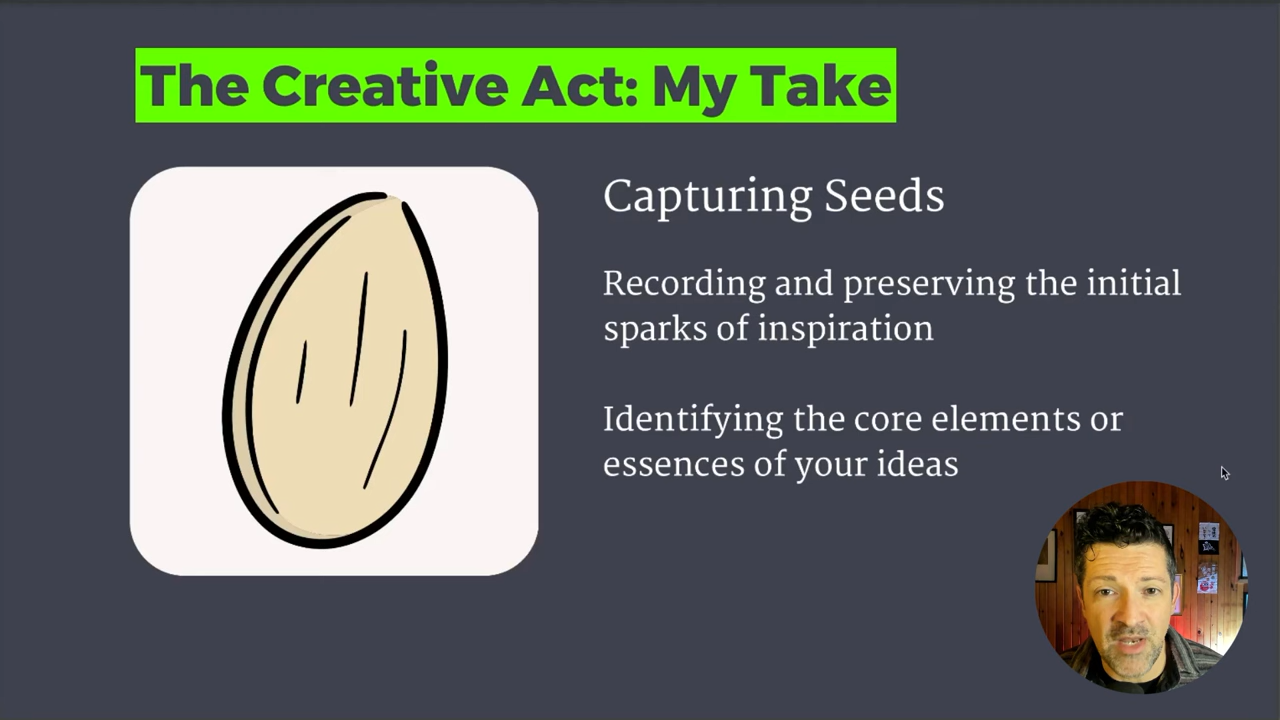 The Creative Act: My Take
Capturing Seeds
Recording and preserving the initial
sparks of inspiration
Identifying the core elements or
essences of your ideas